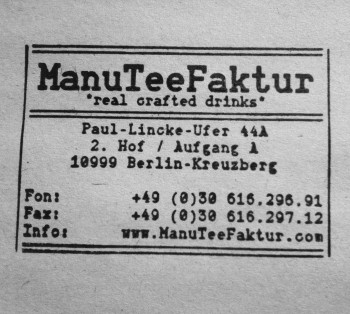 ManuTeeFaktur
"real crafted drinks"
Paul-Lincke-Ufer 44A
2. Hof / Aufgang A
10999 Berlin-Kreuzberg
Fon: +49 (0)30 616.296.91
Fax: +49 (0)30 616.297.12
Info: www.ManuTeeFaktur.com